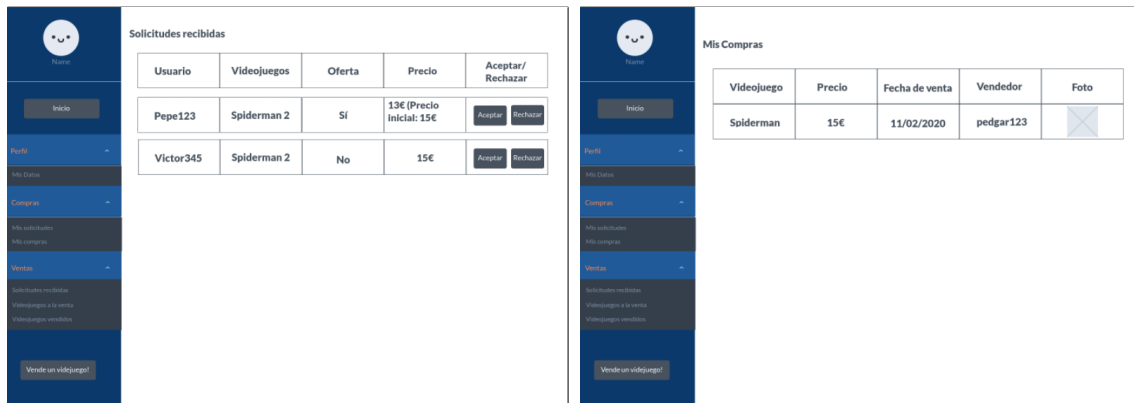 Name
Inicio
Perfil
Mis Datos
Compras
Mis solicitudes
Mis compras
Ventas
Solicitudes recibidas
Videojuegos a la venta
Videojuegos vendidos
Vende un videjuego!
Solicitudes recibidas
Usuario Videojuegos Oferta Precio Aceptar/
Rechazar
Pepe123 Spiderman 2 Sí 13€ (Precio
inicial: 15€ Aceptar Rechazar
Victor345 Spiderman 2 No 15€ Aceptar Rechazar
Name
Inicio
Perfil
Mis Datos
Compras
Mis solicitudes
Mis compras
Ventas
Solicitudes recibidas
Videojuegos a la venta
Videojuegos vendidos
Vende un videjuego!
Mis Compras
Videojuego Precio Fecha de venta Vendedor Foto
Spiderman 15€ 11/02/2020 pedgar123